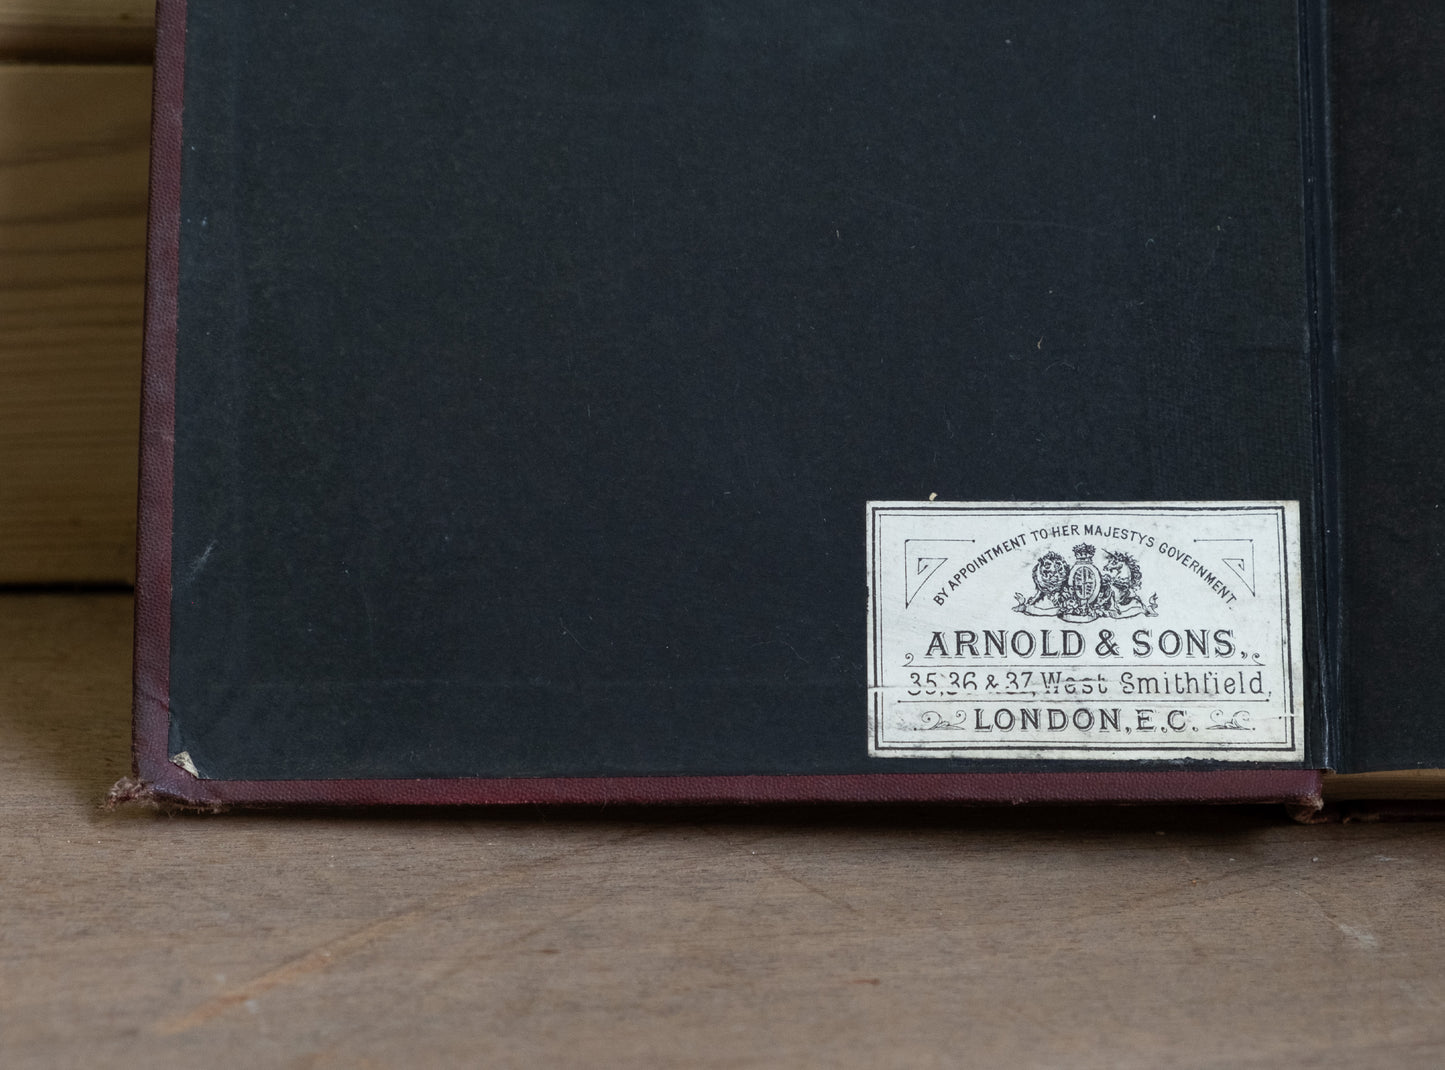 BY APPOINTMENT TO HER MAJESTYS GOVERNMENT.
ARNOLD & SONS,
35, 36 & 37, West Smithfield,
LONDON, E.C.